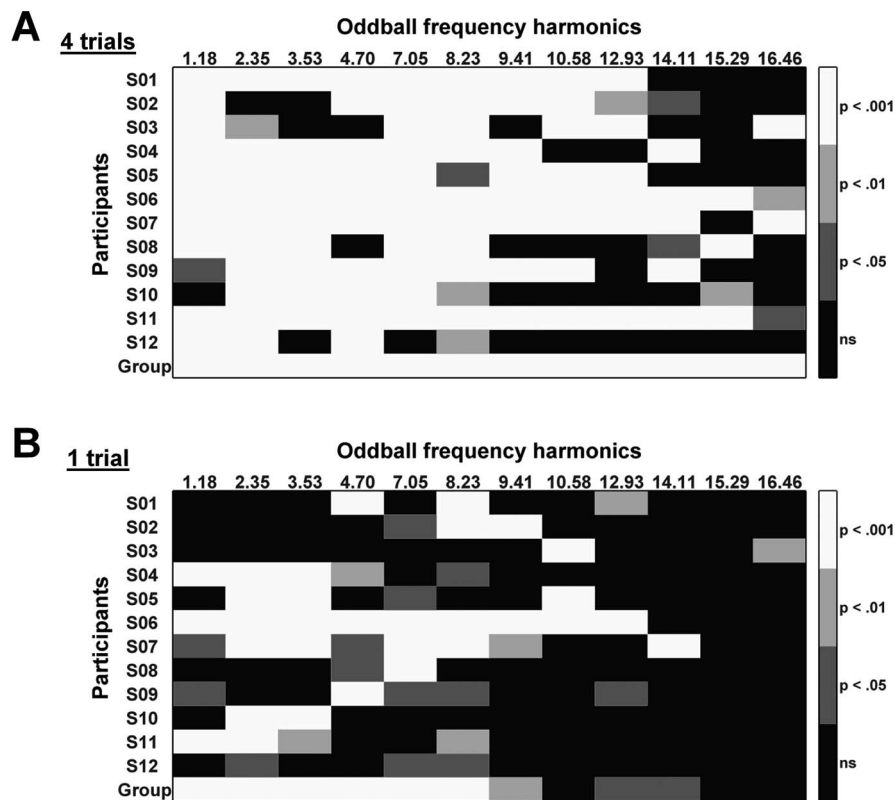 A
4 trials
Oddball frequency harmonics
1.18 2.35 3.53 4.70 7.05 8.23 9.41 10.58 12.93 14.11 15.29 16.46
Participants
S01
S02
S03
S04
S05
S06
S07
S08
S09
S10
S11
S12
Group
p < .001
p < .01
p < .05
ns
B
1 trial
Oddball frequency harmonics
1.18 2.35 3.53 4.70 7.05 8.23 9.41 10.58 12.93 14.11 15.29 16.46
Participants
S01
S02
S03
S04
S05
S06
S07
S08
S09
S10
S11
S12
Group
p < .001
p < .01
p < .05
ns